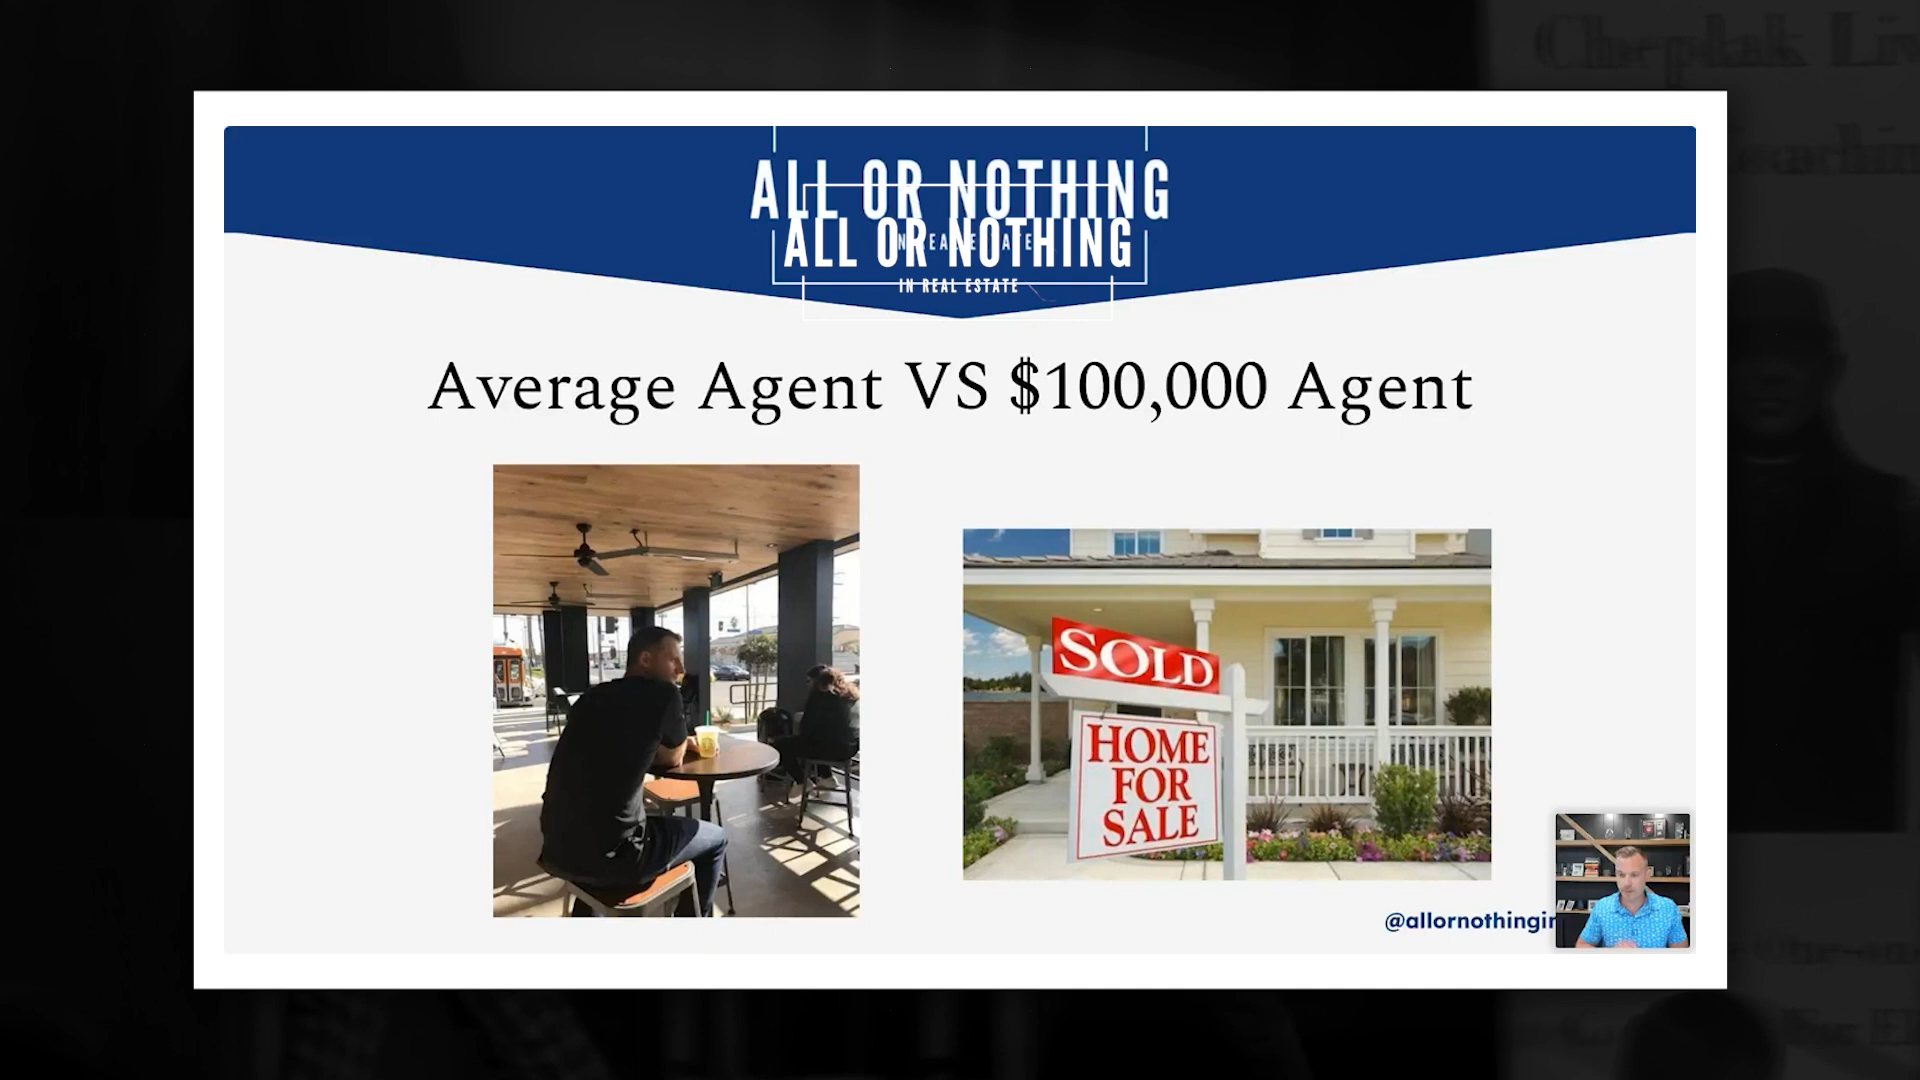 ALL OR NOTHING
ALL OR NOTHING
IN REAL ESTATE
Average Agent VS $100,000 Agent
SOLD
HOME
FOR
SALE
@allornothingin